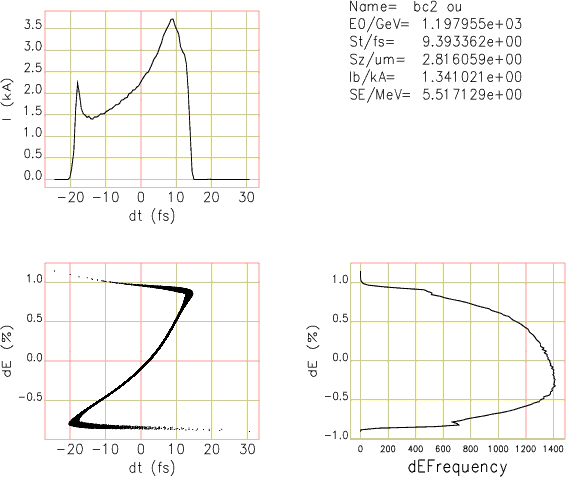 Name= bc2 ou
E0/GeV= 1.197955e+03
St/fs= 9.393362e+00
Sz/um= 2.816059e+00
Ib/kA= 1.341021e+00
SE/MeV= 5.517129e+00
I (kA)
3.5
3.0
2.5
2.0
1.5
1.0
0.5
0.0
−20 −10 0 10 20 30
dt (fs)
dE (%)
1.0
0.5
0.0
−0.5
−20 −10 0 10 20 30
dt (fs)
dE (%)
1.0
0.5
0.0
−0.5
−1.0
0 200 400 600 800 1000 1200 1400
dEFrequency